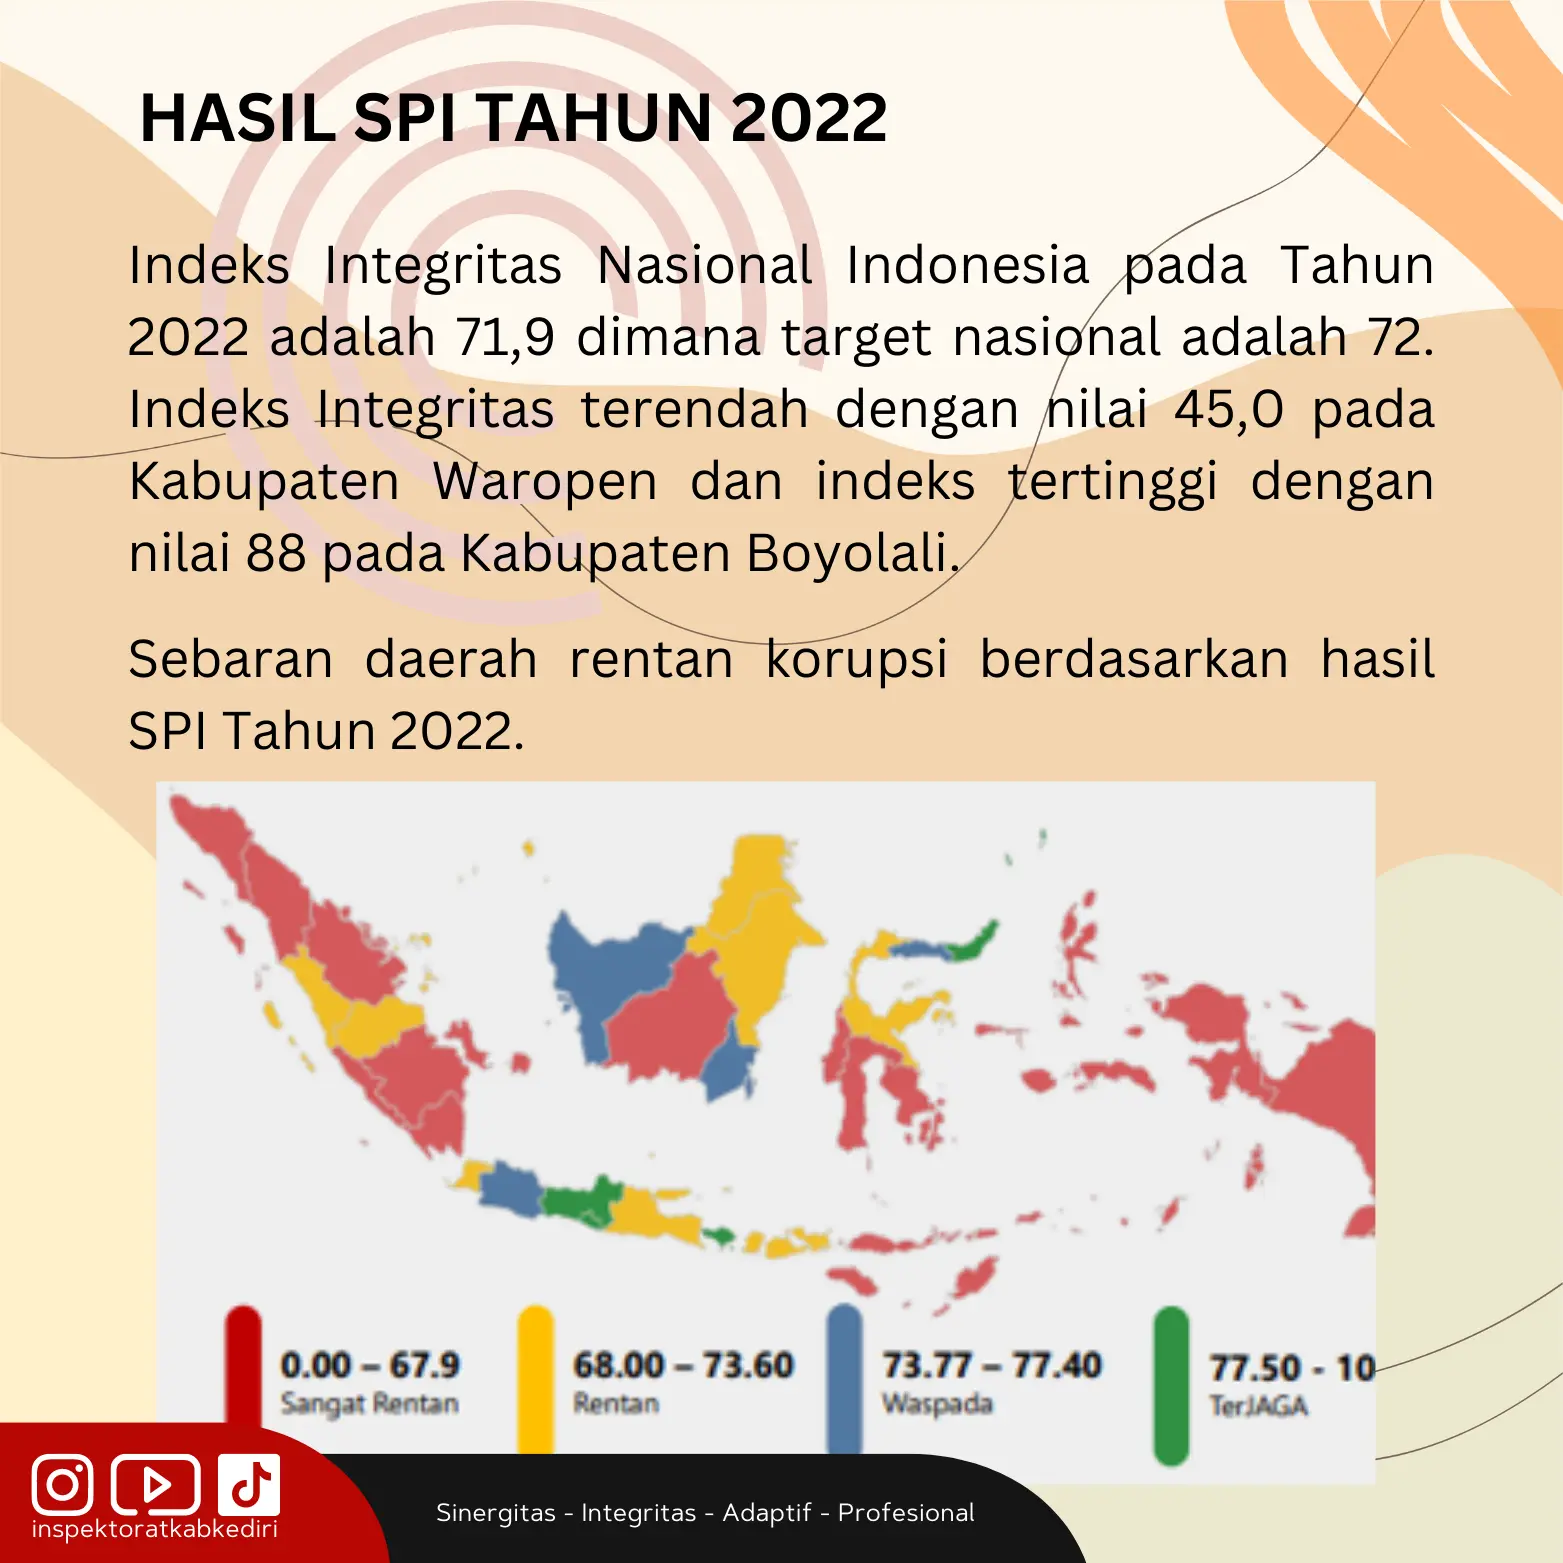 HASIL SPI TAHUN 2022
Indeks Integritas Nasional Indonesia pada Tahun
2022 adalah 71,9 dimana target nasional adalah 72.
Indeks Integritas terendah dengan nilai 45,0 pada
Kabupaten Waropen dan indeks tertinggi dengan
nilai 88 pada Kabupaten Boyolali.
Sebaran daerah rentan korupsi berdasarkan hasil
SPI Tahun 2022.
0.00 – 67.9
Sangat Rentan
68.00 – 73.60
Rentan
73.77 – 77.40
Waspada
77.50 - 10
TerJAGA
inspektoratkabkediri
Sinergitas - Integritas - Adaptif - Profesional